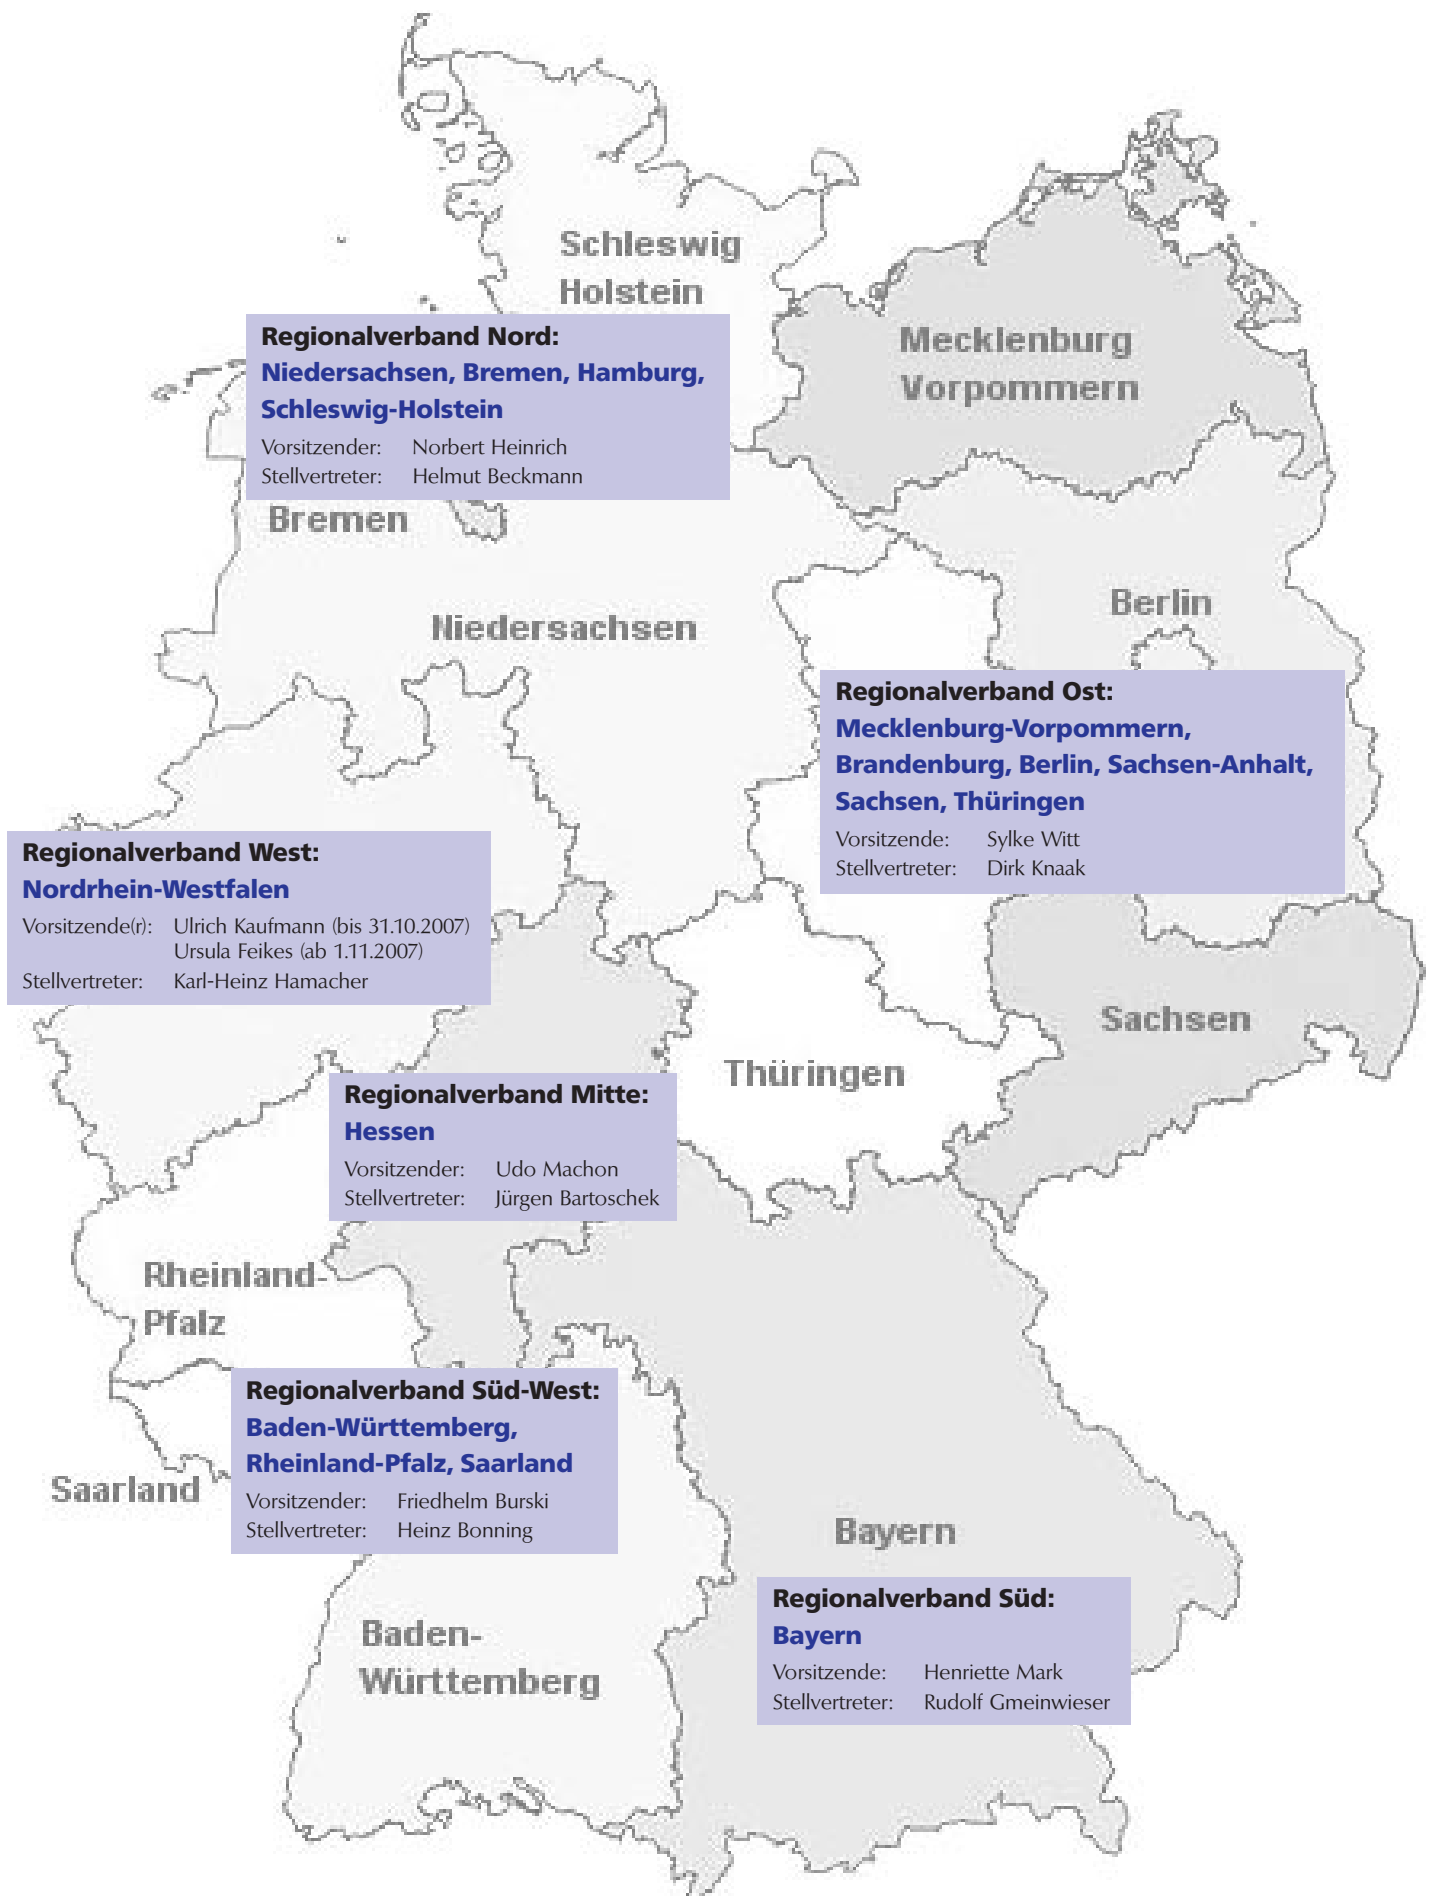 Schleswig
Holstein
Mecklenburg
Vorpommern
Regionalverband Nord:
Niedersachsen, Bremen, Hamburg,
Schleswig-Holstein
Vorsitzender: Norbert Heinrich
Stellvertreter: Helmut Beckmann
Bremen
Niedersachsen
Berlin
Regionalverband Ost:
Mecklenburg-Vorpommern,
Brandenburg, Berlin, Sachsen-Anhalt,
Sachsen, Thüringen
Vorsitzende: Sylke Witt
Stellvertreter: Dirk Knaak
Regionalverband West:
Nordrhein-Westfalen
Vorsitzende(r): Ulrich Kaufmann (bis 31.10.2007)
Ursula Feikes (ab 1.11.2007)
Stellvertreter: Karl-Heinz Hamacher
Sachsen
Thüringen
Regionalverband Mitte:
Hessen
Vorsitzender: Udo Machon
Stellvertreter: Jürgen Bartoschek
Rheinland-
Pfalz
Regionalverband Süd-West:
Baden-Württemberg,
Rheinland-Pfalz, Saarland
Vorsitzender: Friedhelm Burski
Stellvertreter: Heinz Bonning
Saarland
Bayern
Regionalverband Süd:
Bayern
Vorsitzende: Henriette Mark
Stellvertreter: Rudolf Gmeinwieser
Baden-
Württemberg